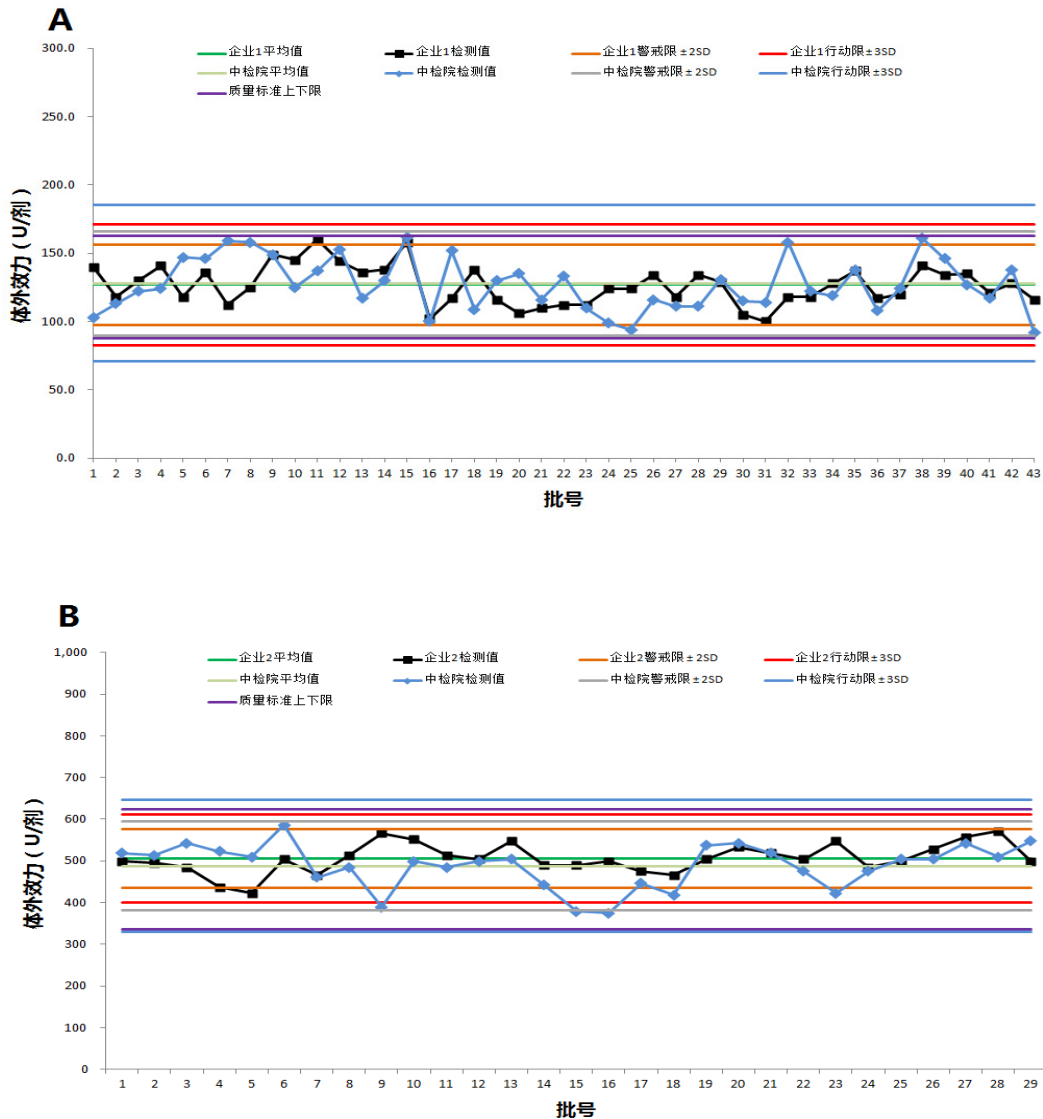 A
300.0
企业1平均值 企业1检测值 企业1警戒限±2SD 企业1行动限±3SD
中检院平均值 中检院检测值 中检院警戒限±2SD 中检院行动限±3SD
质量标准上下限
250.0
200.0
150.0
100.0
50.0
0.0
体外效力(U/剂)
1 2 3 4 5 6 7 8 9 10 11 12 13 14 15 16 17 18 19 20 21 22 23 24 25 26 27 28 29 30 31 32 33 34 35 36 37 38 39 40 41 42 43
批号
B
1,000
企业2平均值 企业2检测值 企业2警戒限±2SD 企业2行动限±3SD
中检院平均值 中检院检测值 中检院警戒限±2SD 中检院行动限±3SD
质量标准上下限
900
800
700
600
500
400
300
200
100
0
体外效力(U/剂)
1 2 3 4 5 6 7 8 9 10 11 12 13 14 15 16 17 18 19 20 21 22 23 24 25 26 27 28 29
批号